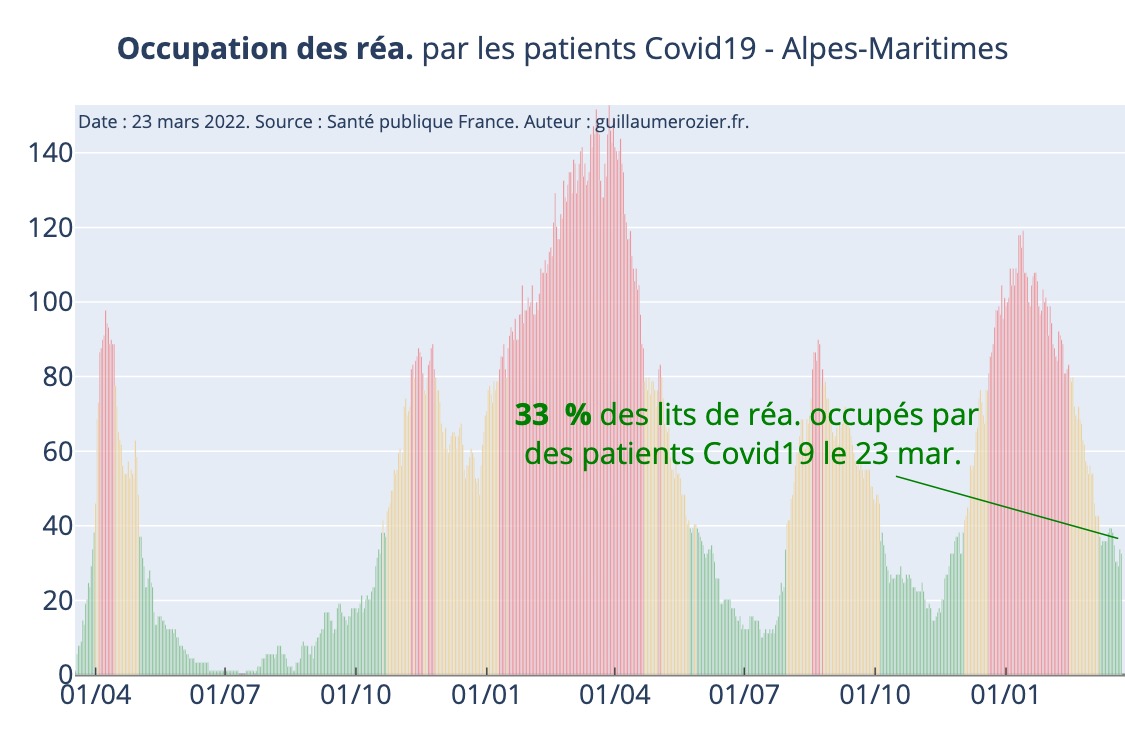 Occupation des réa. par les patients Covid19 - Alpes-Maritimes
Date : 23 mars 2022. Source : Santé publique France. Auteur : guillaumerozier.fr.
140
120
100
80
33 % des lits de réa. occupés par
des patients Covid19 le 23 mar.
60
40
20
0
01/04 01/07 01/10 01/01 01/04 01/07 01/10 01/01